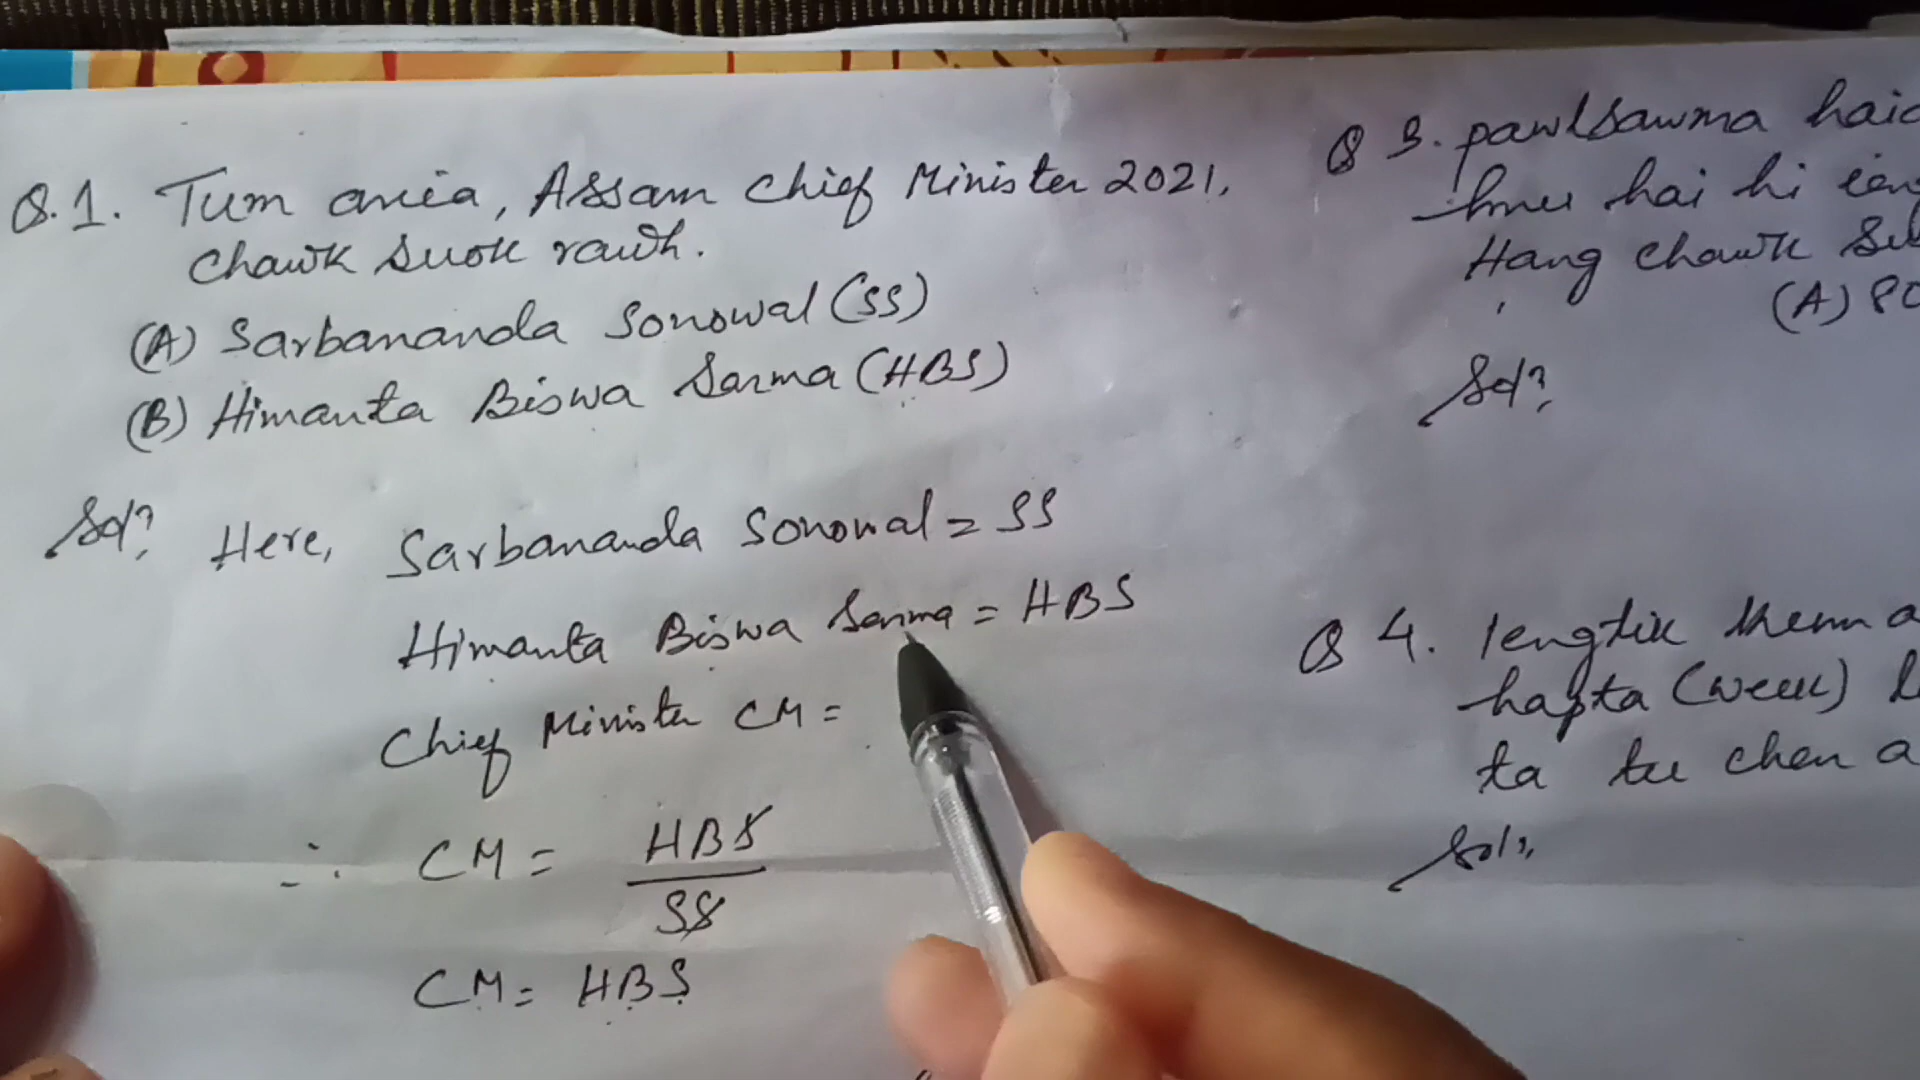 Q.1. Tum ania, Assam Chief Minister 2021,
chawk suok rawh.
(A) Sarbananda Sonowal (SS)
(B) Himanta Biswa Sarma (HBS)
Sol?
Here, Sarbananda Sonowal = SS
Himanta Biswa Sarma = HBS
Chief Minister CM =
∴ CM = HBS
SS
CM = HBS
Q 3. pawlsawma
hai hi
Hang chawk
(A)
Sol?
Q 4. lengtik
hapta (week)
ta tu chen a
Sol?